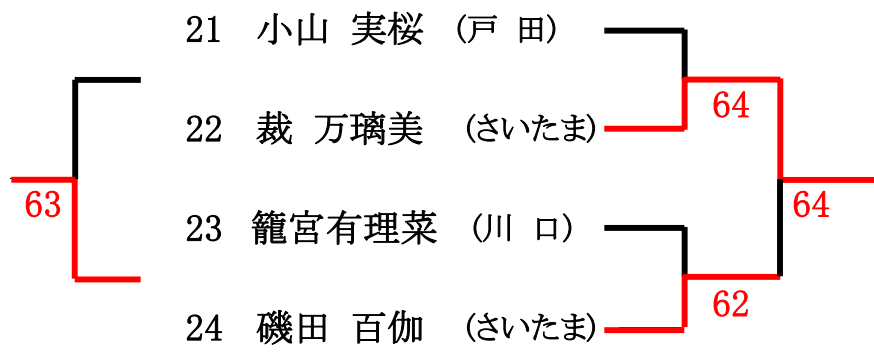 21 小山 実桜 (戸 田)
64
22 裁 万璃美 (さいたま)
63
64
23 籠宮有理菜 (川 口)
62
24 磯田 百伽 (さいたま)